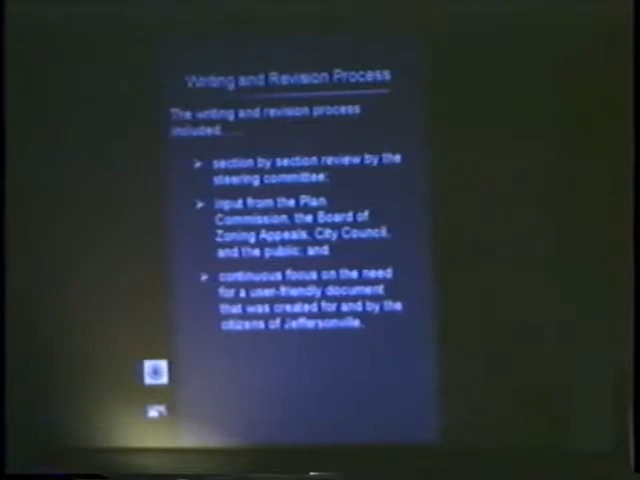 Writing and Revision Process
The writing and revision process
included....
➢ section by section review by the
steering committee;
➢ input from the Plan
Commission, the Board of
Zoning Appeals, City Council,
and the public; and
➢ continuous focus on the need
for a user-friendly document
that was created for and by the
citizens of Jeffersonville.